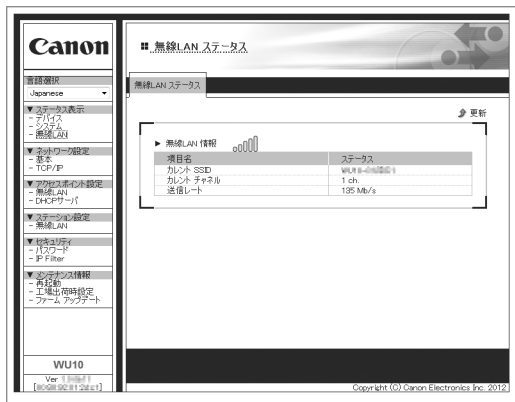 Canon
言語選択
Japanese
▼ ステータス表示
- デバイス
- システム
- 無線LAN
▼ ネットワーク設定
- 基本
- TCP/IP
▼ アクセスポイント設定
- 無線LAN
- DHCPサーバ
▼ ステーション設定
- 無線LAN
▼ セキュリティ
- パスワード
- IP Filter
▼ メンテナンス情報
- 再起動
- 工場出荷時設定
- ファーム アップデート
WU10
Ver
無線LAN ステータス
無線LAN ステータス
更新
▶ 無線LAN 情報
項目名 ステータス
カレント SSID
カレント チャネル 1 ch.
送信レート 135 Mb/s
Copyright (C) Canon Electronics Inc. 2012